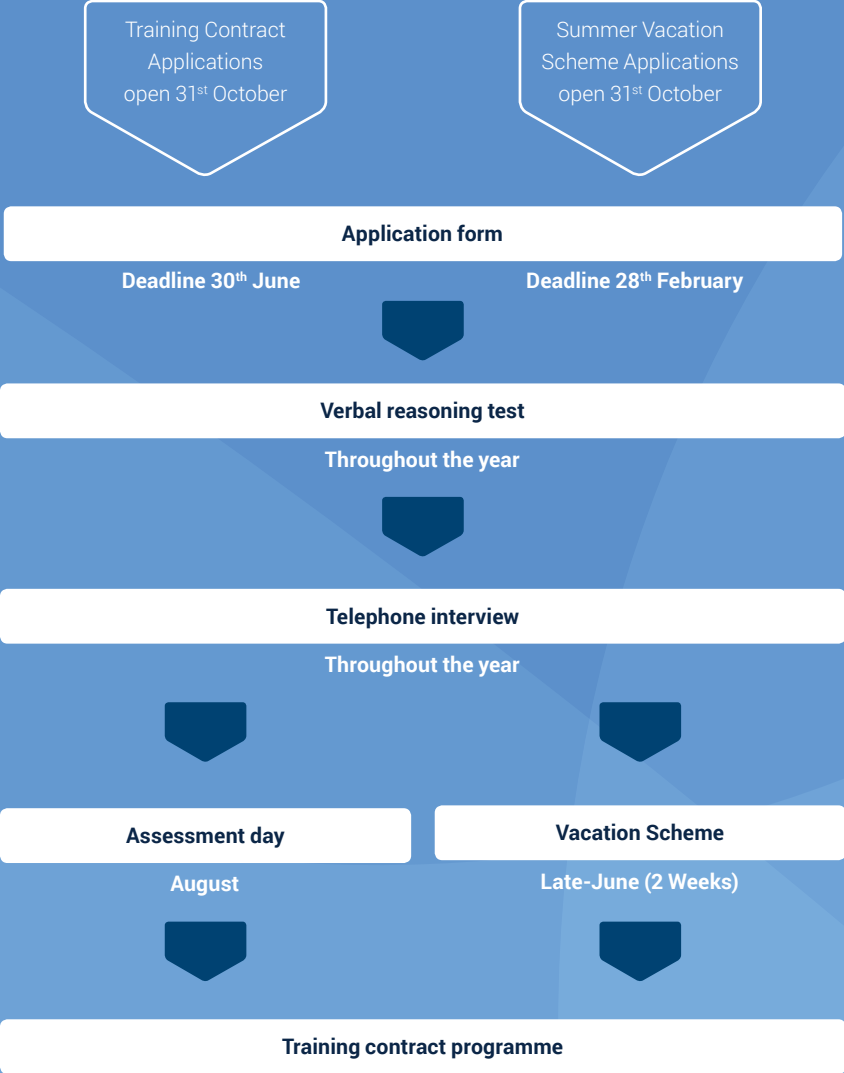 Training Contract
Applications
open 31st October
Summer Vacation
Scheme Applications
open 31st October
Application form
Deadline 30th June
Deadline 28th February
Verbal reasoning test
Throughout the year
Telephone interview
Throughout the year
Assessment day
Vacation Scheme
August
Late-June (2 Weeks)
Training contract programme